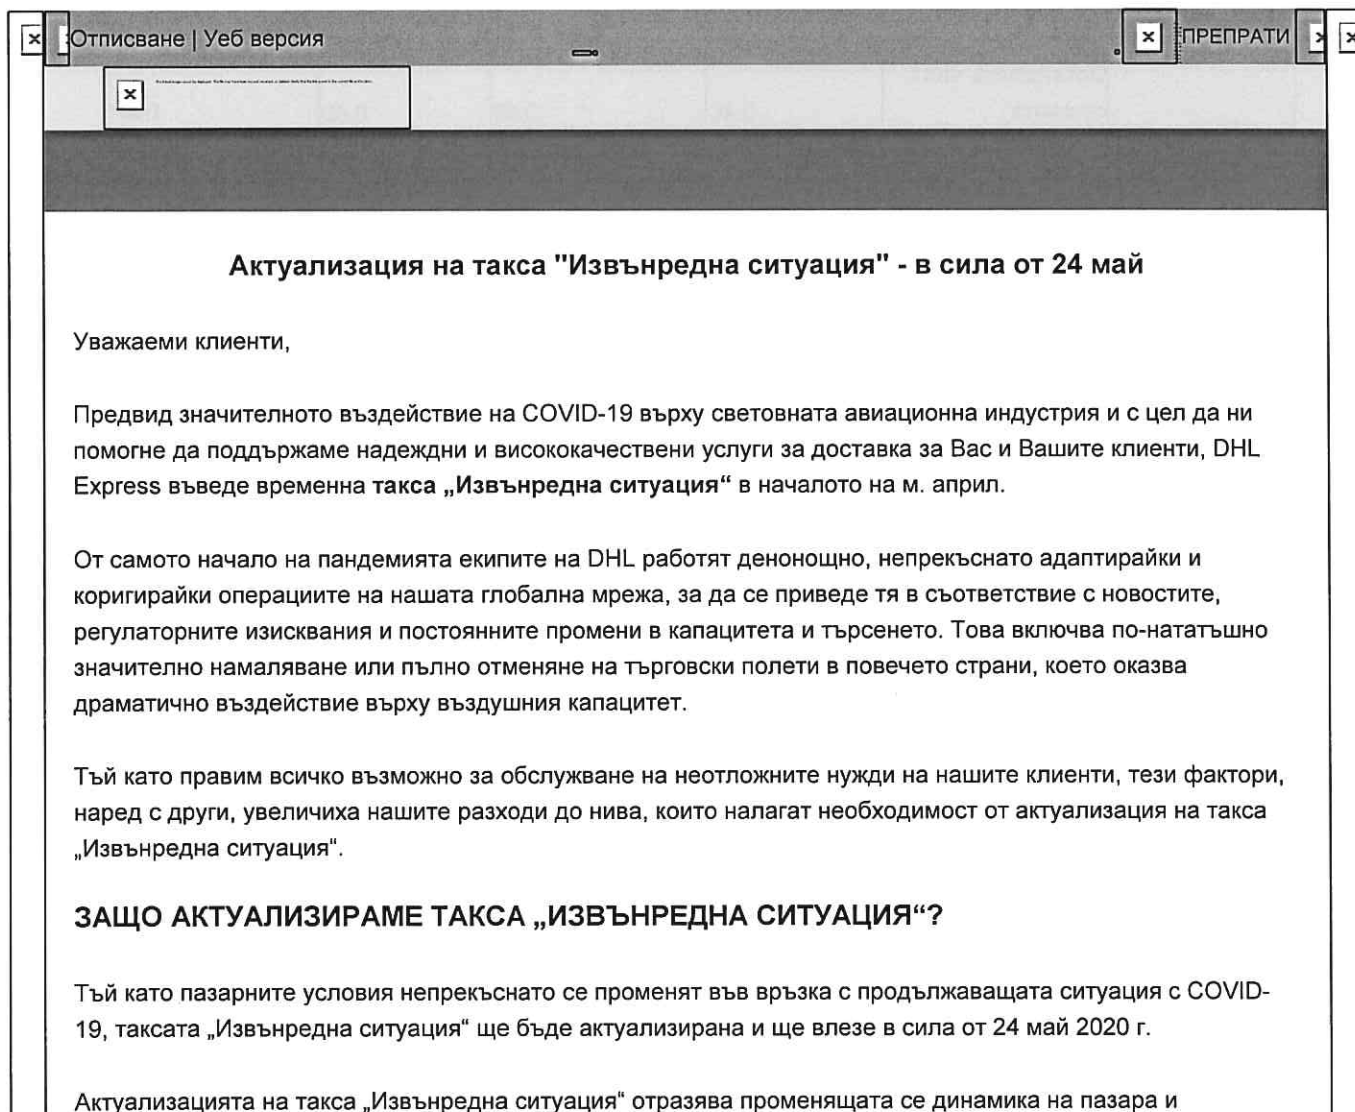 Отписване | Уеб версия
ПРЕПРАТИ
Актуализация на такса "Извънредна ситуация" - в сила от 24 май
Уважаеми клиенти,
Предвид значителното въздействие на COVID-19 върху световната авиационна индустрия и с цел да ни
помогне да поддържаме надеждни и висококачествени услуги за доставка за Вас и Вашите клиенти, DHL
Express въведе временна такса „Извънредна ситуация“ в началото на м. април.
От самото начало на пандемията екипите на DHL работят денонощно, непрекъснато адаптирайки и
коригирайки операциите на нашата глобална мрежа, за да се приведе тя в съответствие с новостите,
регулаторните изисквания и постоянните промени в капацитета и търсенето. Това включва по-нататъшно
значително намаляване или пълно отменяне на търговски полети в повечето страни, което оказва
драматично въздействие върху въздушния капацитет.
Тъй като правим всичко възможно за обслужване на неотложните нужди на нашите клиенти, тези фактори,
наред с други, увеличиха нашите разходи до нива, които налагат необходимост от актуализация на такса
„Извънредна ситуация“.
ЗАЩО АКТУАЛИЗИРАМЕ ТАКСА „ИЗВЪНРЕДНА СИТУАЦИЯ“?
Тъй като пазарните условия непрекъснато се променят във връзка с продължаващата ситуация с COVID-
19, таксата „Извънредна ситуация“ ще бъде актуализирана и ще влезе в сила от 24 май 2020 г.
Актуализацията на такса „Извънредна ситуация“ отразява променящата се динамика на пазара и